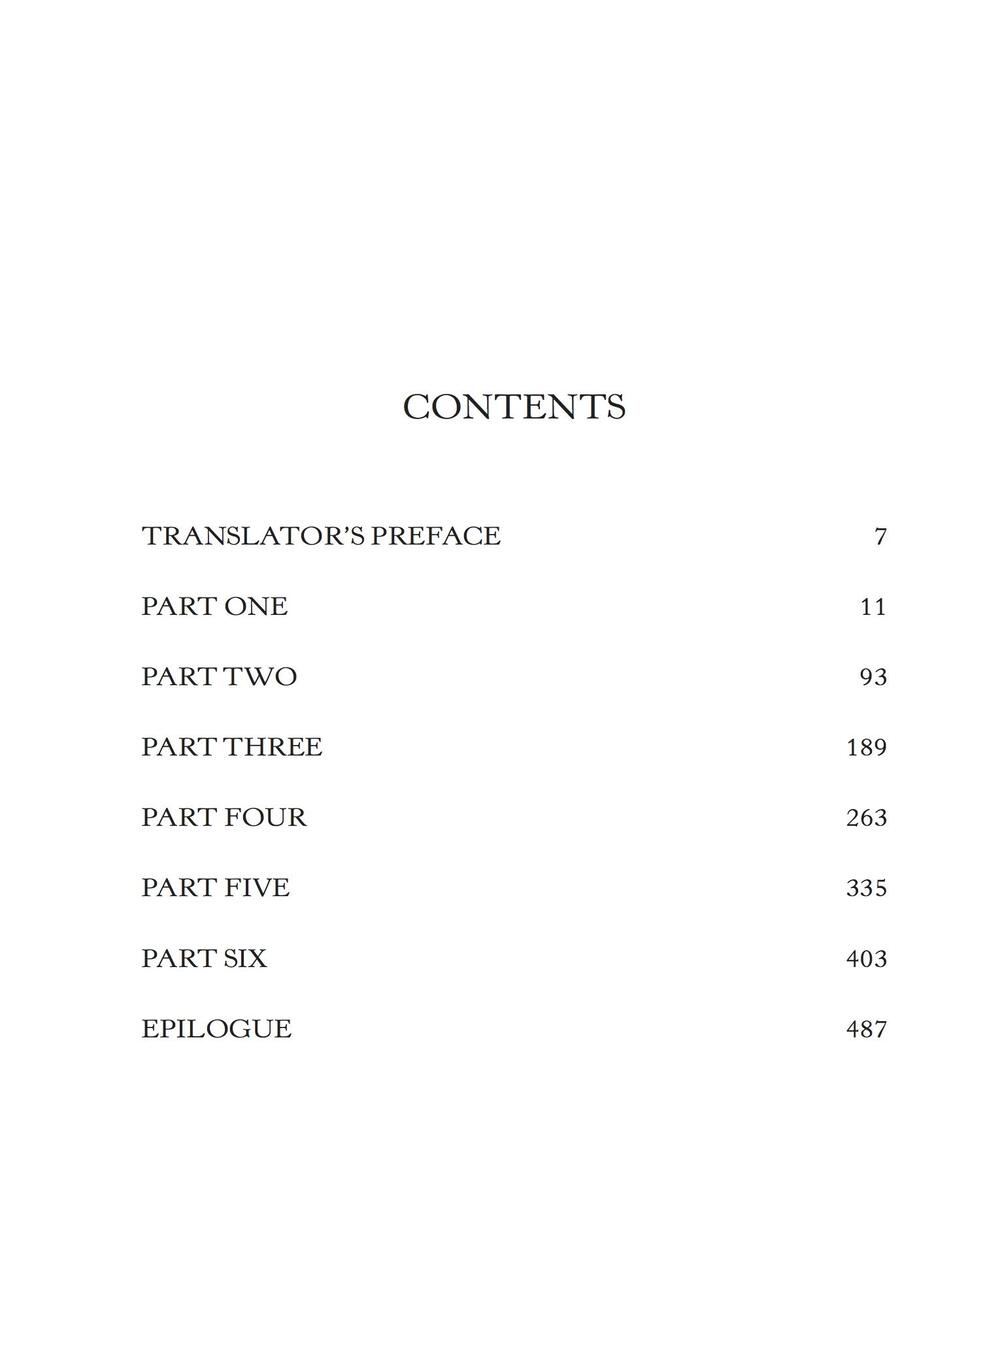 CONTENTS
TRANSLATOR’S PREFACE 7
PART ONE 11
PART TWO 93
PART THREE 189
PART FOUR 263
PART FIVE 335
PART SIX 403
EPILOGUE 487